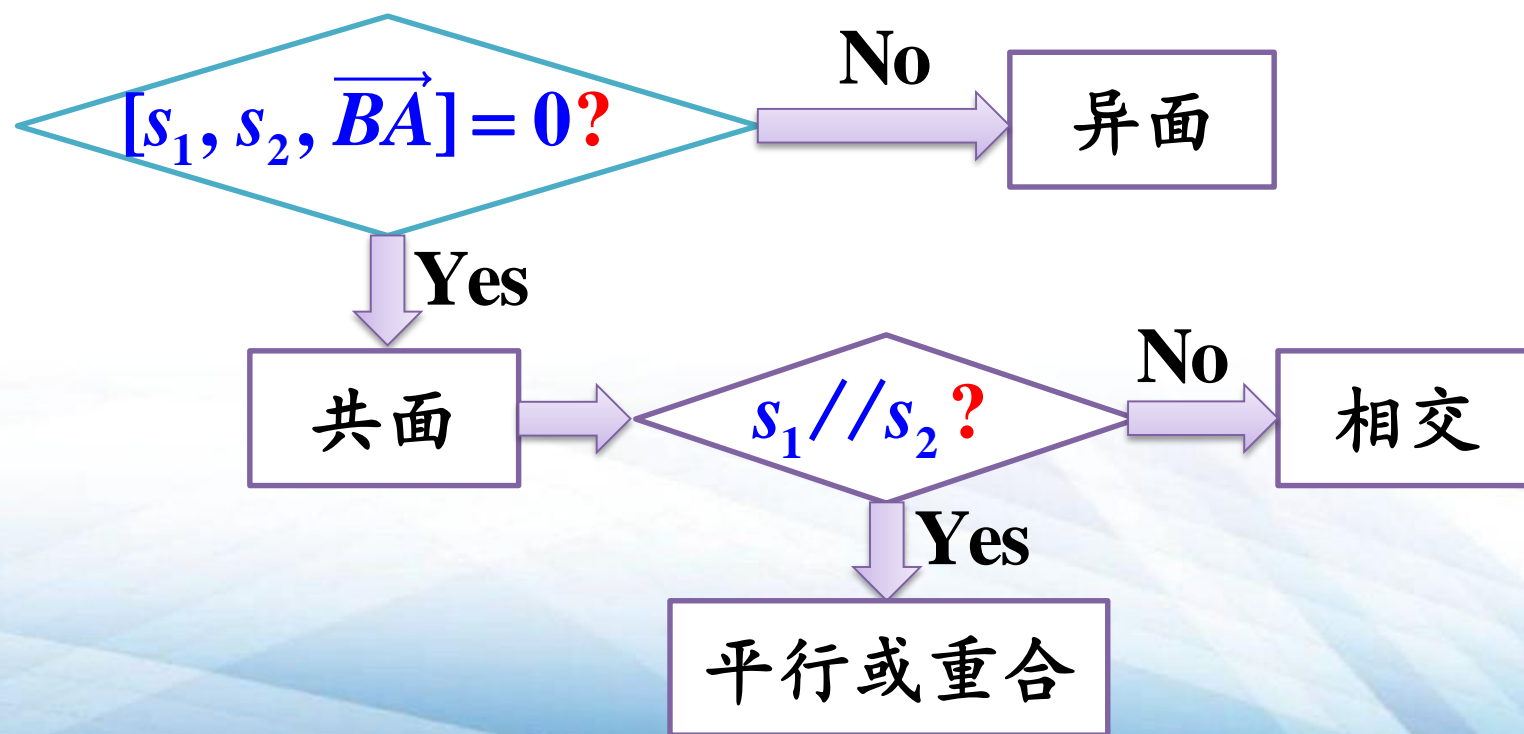 [s₁, s₂, \overrightarrow{BA}] = 0?
No
异面
Yes
共面
s₁//s₂?
No
相交
Yes
平行或重合